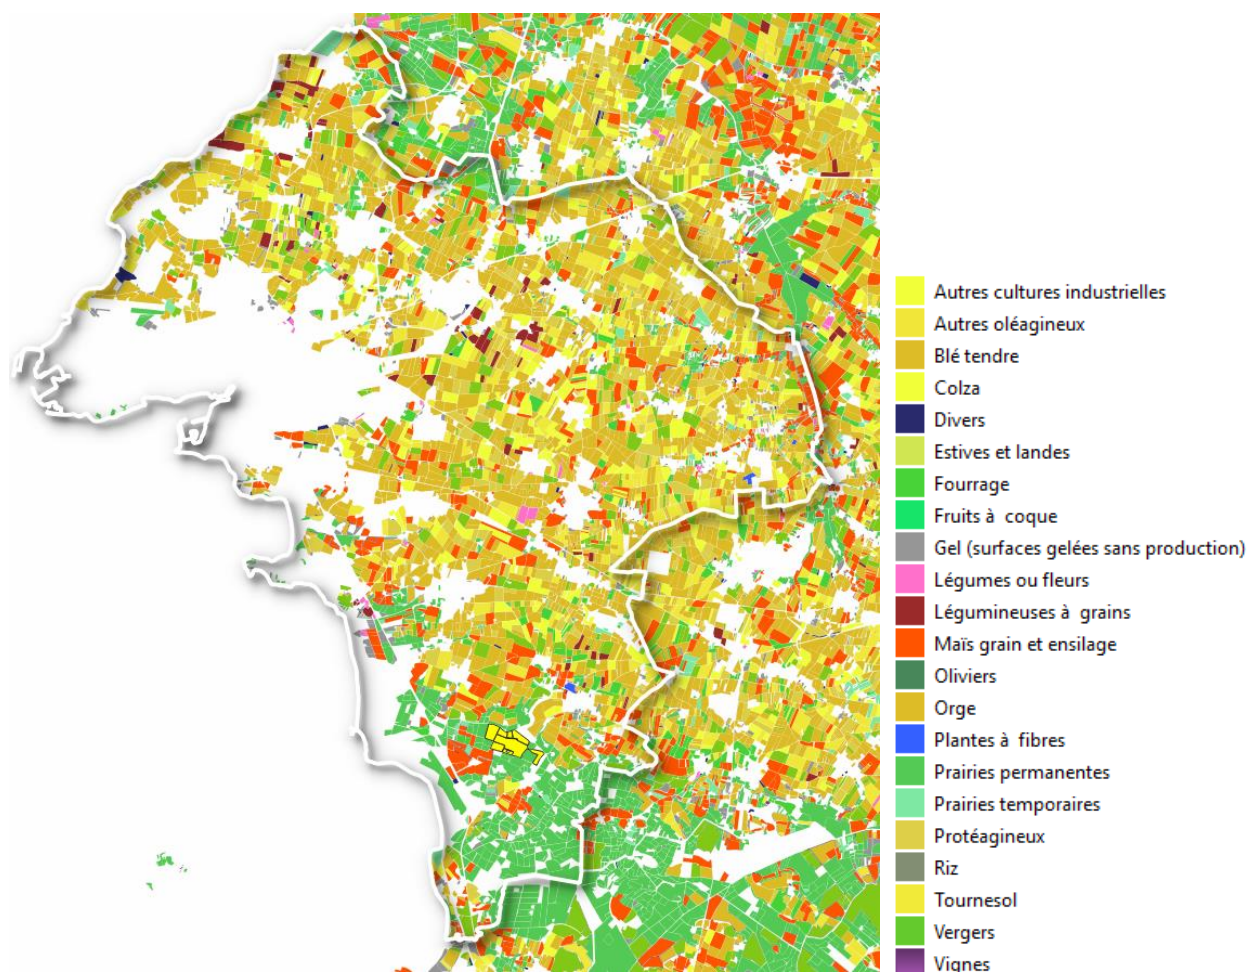 Autres cultures industrielles
Autres oléagineux
Blé tendre
Colza
Divers
Estives et landes
Fourrage
Fruits à  coque
Gel (surfaces gelées sans production)
Légumes ou fleurs
Légumineuses à  grains
Maïs grain et ensilage
Oliviers
Orge
Plantes à  fibres
Prairies permanentes
Prairies temporaires
Protéagineux
Riz
Tournesol
Vergers
Vignes